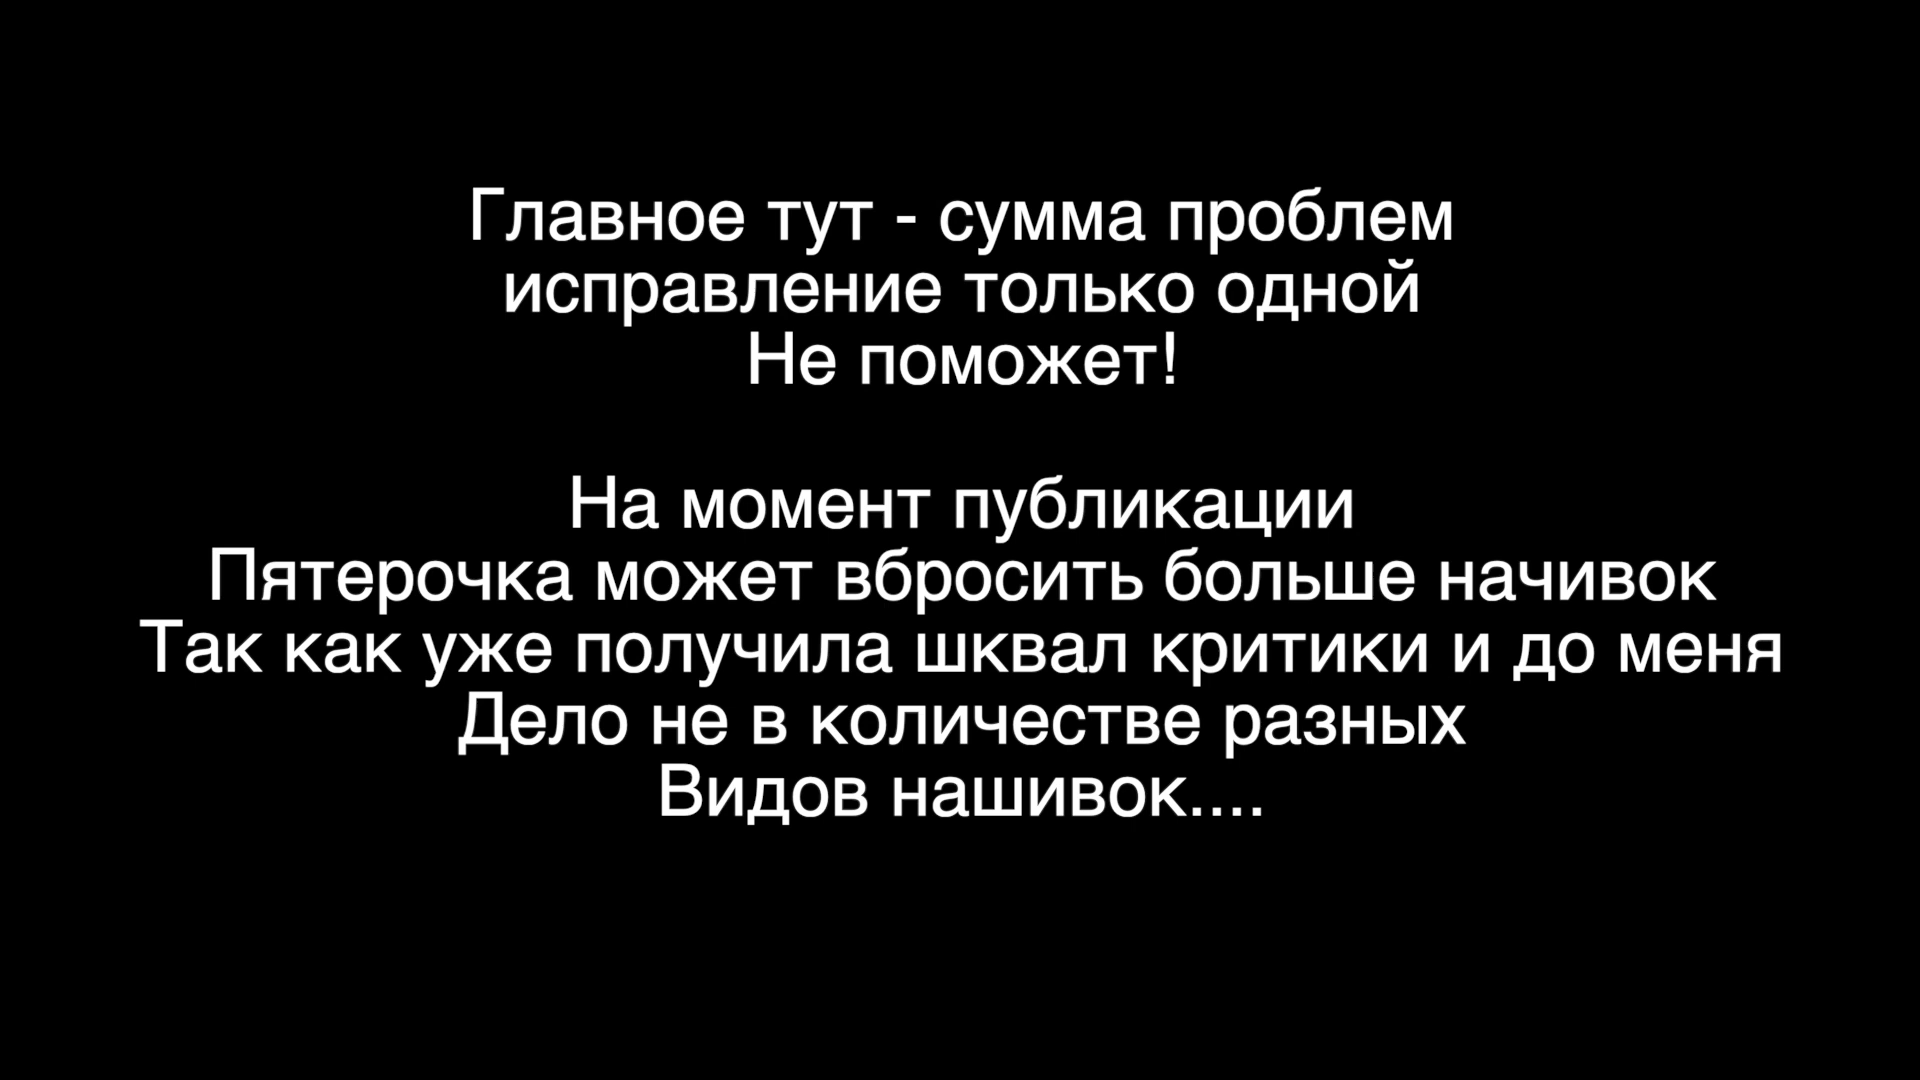 Главное тут - сумма проблем
исправление только одной
Не поможет!
На момент публикации
Пятерочка может вбросить больше начивок
Так как уже получила шквал критики и до меня
Дело не в количестве разных
Видов нашивок....